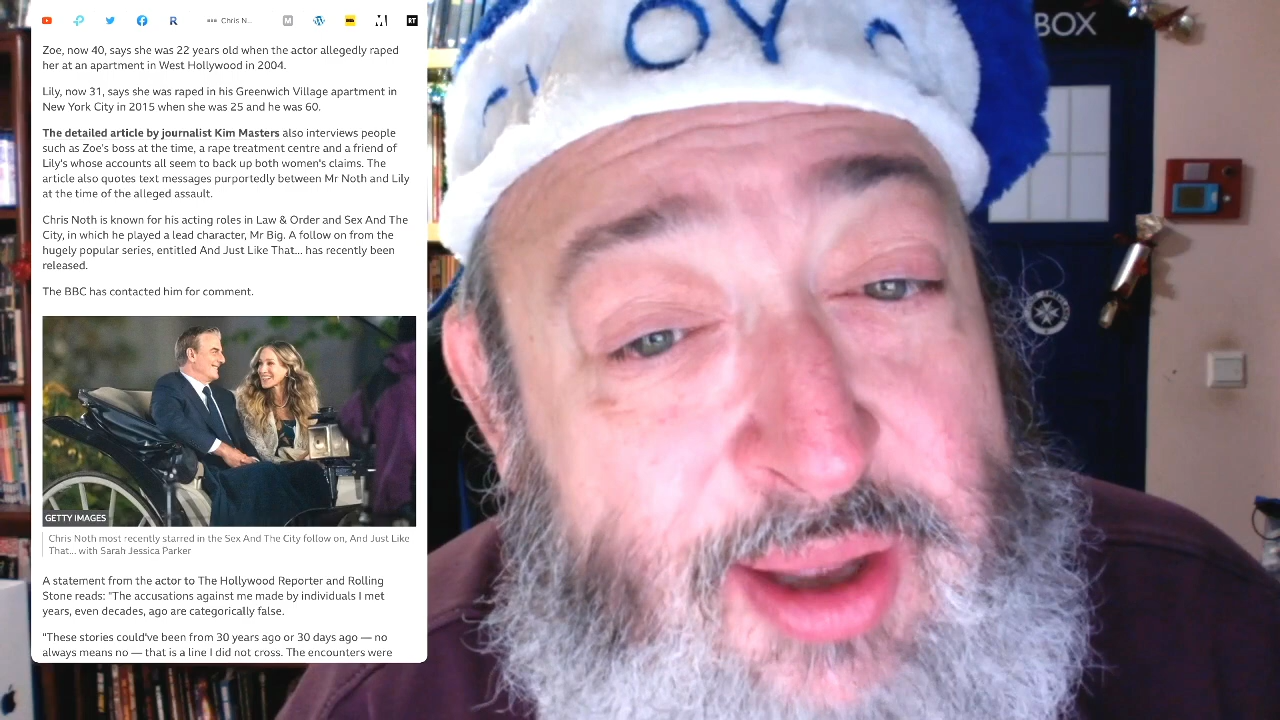 Chris N...
Zoe, now 40, says she was 22 years old when the actor allegedly raped
her at an apartment in West Hollywood in 2004.
Lily, now 31, says she was raped in his Greenwich Village apartment in
New York City in 2015 when she was 25 and he was 60.
The detailed article by journalist Kim Masters also interviews people
such as Zoe's boss at the time, a rape treatment centre and a friend of
Lily's whose accounts all seem to back up both women's claims. The
article also quotes text messages purportedly between Mr Noth and Lily
at the time of the alleged assault.
Chris Noth is known for his acting roles in Law & Order and Sex And The
City, in which he played a lead character, Mr Big. A follow on from the
hugely popular series, entitled And Just Like That... has recently been
released.
The BBC has contacted him for comment.
GETTY IMAGES
Chris Noth most recently starred in the Sex And The City follow on, And Just Like
That... with Sarah Jessica Parker
A statement from the actor to The Hollywood Reporter and Rolling
Stone reads: "The accusations against me made by individuals I met
years, even decades, ago are categorically false.
"These stories could've been from 30 years ago or 30 days ago — no
always means no — that is a line I did not cross. The encounters were
OY
BOX